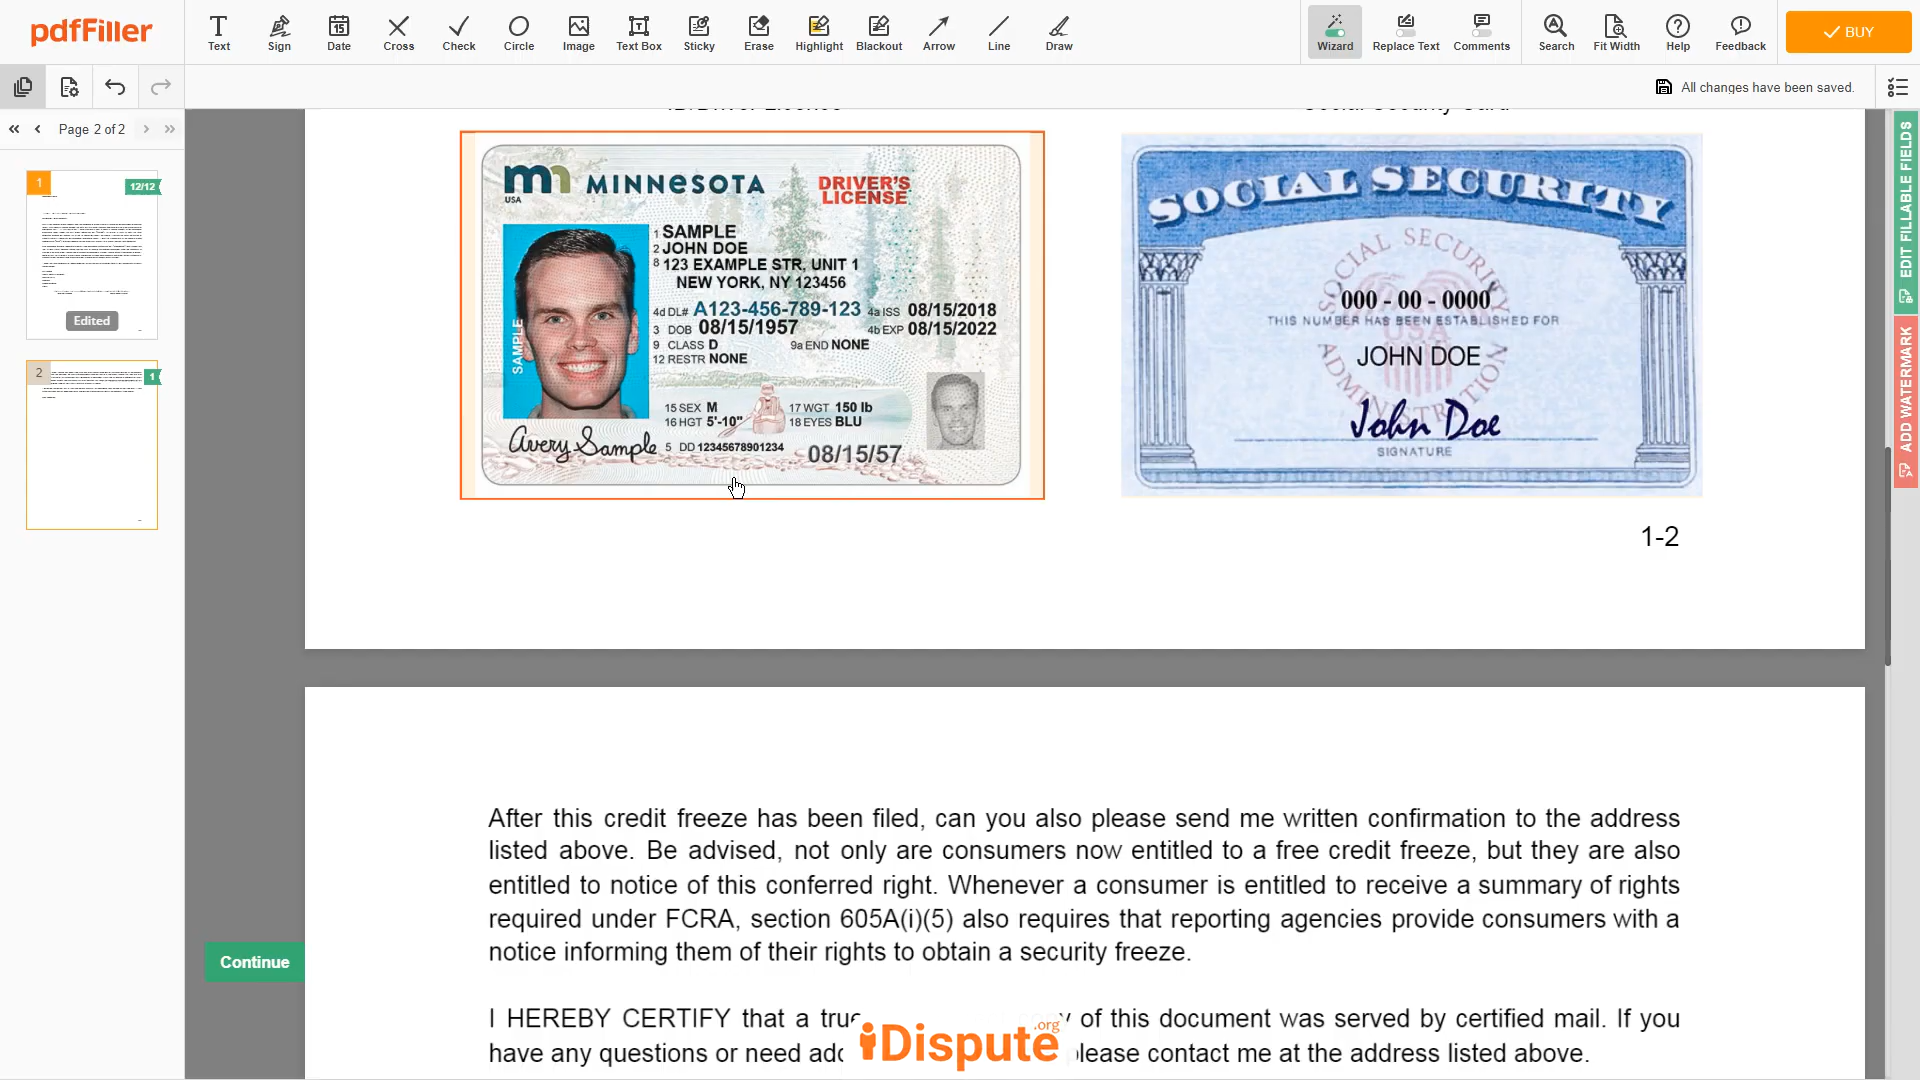 pdfFiller
Text
Sign
Date
Cross
Check
Circle
Image
Text Box
Sticky
Erase
Highlight
Blackout
Arrow
Line
Draw
Wizard
Replace Text
Comments
Search
Fit Width
Help
Feedback
BUY
All changes have been saved.
Page 2 of 2
1
12/12
Edited
2
1
MINNESOTA
USA
DRIVER'S
LICENSE
1 SAMPLE
2 JOHN DOE
8 123 EXAMPLE STR, UNIT 1
NEW YORK, NY 123456
4d DL# A123-456-789-123 4a ISS 08/15/2018
3 DOB 08/15/1957 4b EXP 08/15/2022
9 CLASS D 9a END NONE
12 RESTR NONE
SAMPLE
15 SEX M 17 WGT 150 lb
16 HGT 5'-10" 18 EYES BLU
Avery Sample
5 DD 12345678901234 08/15/57
SOCIAL SECURITY
SOCIAL SECURITY
000 - 00 - 0000
THIS NUMBER HAS BEEN ESTABLISHED FOR
USA
JOHN DOE
ADMINISTRATION
John Doe
SIGNATURE
1-2
After this credit freeze has been filed, can you also please send me written confirmation to the address
listed above. Be advised, not only are consumers now entitled to a free credit freeze, but they are also
entitled to notice of this conferred right. Whenever a consumer is entitled to receive a summary of rights
required under FCRA, section 605A(i)(5) also requires that reporting agencies provide consumers with a
notice informing them of their rights to obtain a security freeze.
I HEREBY CERTIFY that a true of this document was served by certified mail. If you
have any questions or need please contact me at the address listed above.
Continue
iDispute.org
EDIT FILLABLE FIELDS
ADD WATERMARK